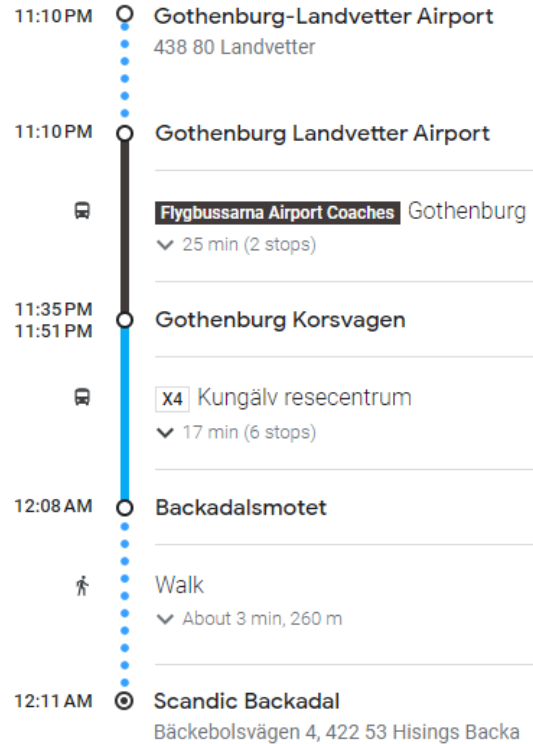 11:10 PM Gothenburg-Landvetter Airport
438 80 Landvetter
11:10 PM Gothenburg Landvetter Airport
Flygbussarna Airport Coaches Gothenburg
25 min (2 stops)
11:35 PM
11:51 PM
Gothenburg Korsvagen
X4 Kungälv resecentrum
17 min (6 stops)
12:08 AM Backadalsmotet
Walk
About 3 min, 260 m
12:11 AM Scandic Backadal
Bäckebolsvägen 4, 422 53 Hisings Backa